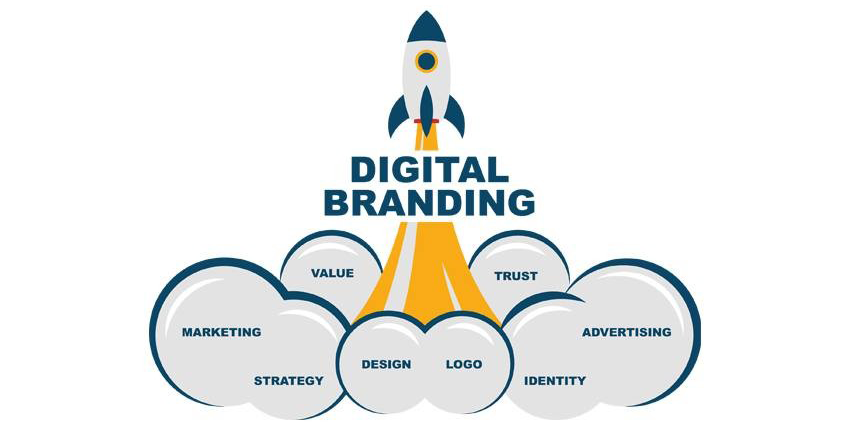 DIGITAL
BRANDING
VALUE
TRUST
MARKETING
ADVERTISING
DESIGN
LOGO
STRATEGY
IDENTITY